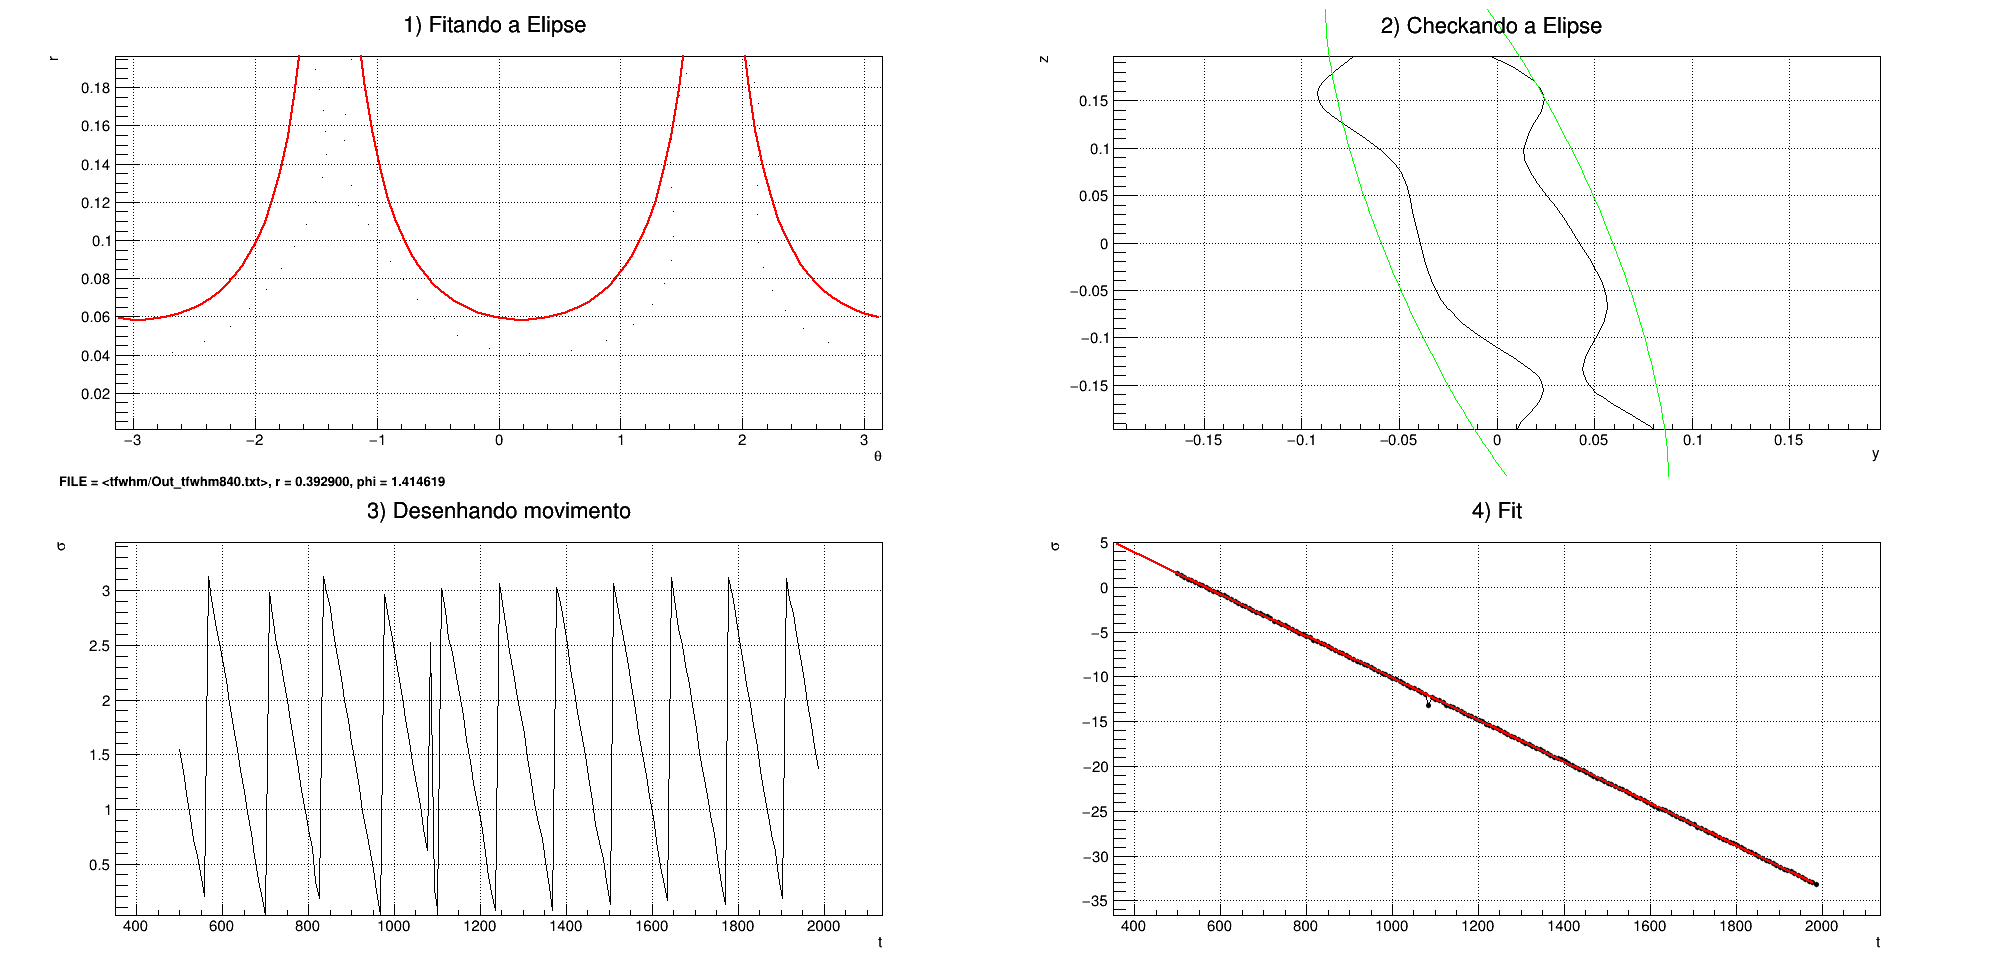 1) Fitando a Elipse
r
0.18
0.16
0.14
0.12
0.1
0.08
0.06
0.04
0.02
−3 −2 −1 0 1 2 3
θ
2) Checkando a Elipse
z
0.15
0.1
0.05
0
−0.05
−0.1
−0.15
−0.15 −0.1 −0.05 0 0.05 0.1 0.15
y
FILE = <tfwhm/Out_tfwhm840.txt>, r = 0.392900, phi = 1.414619
3) Desenhando movimento
σ
3
2.5
2
1.5
1
0.5
400 600 800 1000 1200 1400 1600 1800 2000
t
4) Fit
σ
5
0
−5
−10
−15
−20
−25
−30
−35
400 600 800 1000 1200 1400 1600 1800 2000
t